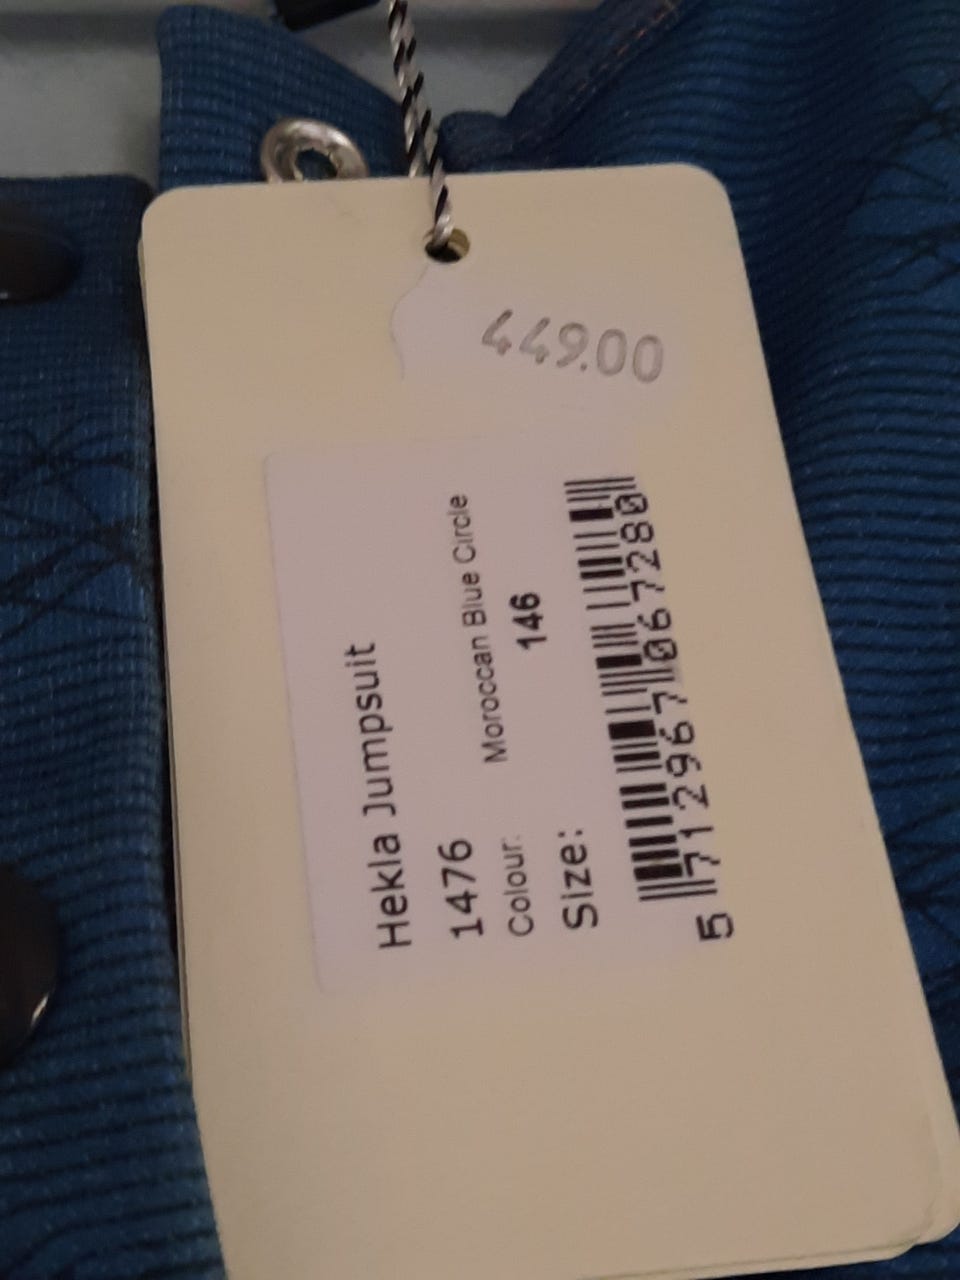 449.00
Hekla Jumpsuit
1476
Colour: Moroccan Blue Circle
Size: 146
5 712967 067280